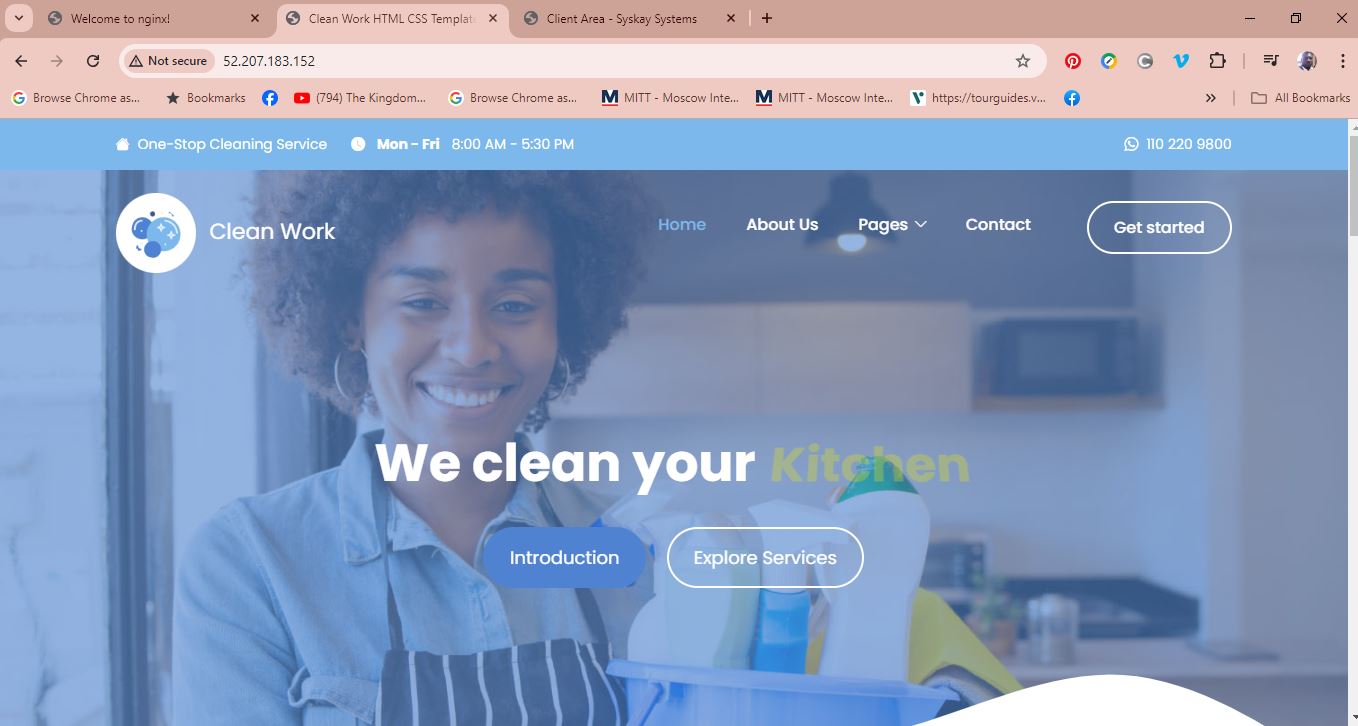 Welcome to nginx!
Clean Work HTML CSS Templat
Client Area - Syskay Systems
Not secure
52.207.183.152
Browse Chrome as...
Bookmarks
(794) The Kingdom...
Browse Chrome as...
MITT - Moscow Inte...
MITT - Moscow Inte...
https://tourguides.v...
All Bookmarks
One-Stop Cleaning Service
Mon - Fri 8:00 AM - 5:30 PM
110 220 9800
Clean Work
Home
About Us
Pages
Contact
Get started
We clean your Kitchen
Introduction
Explore Services